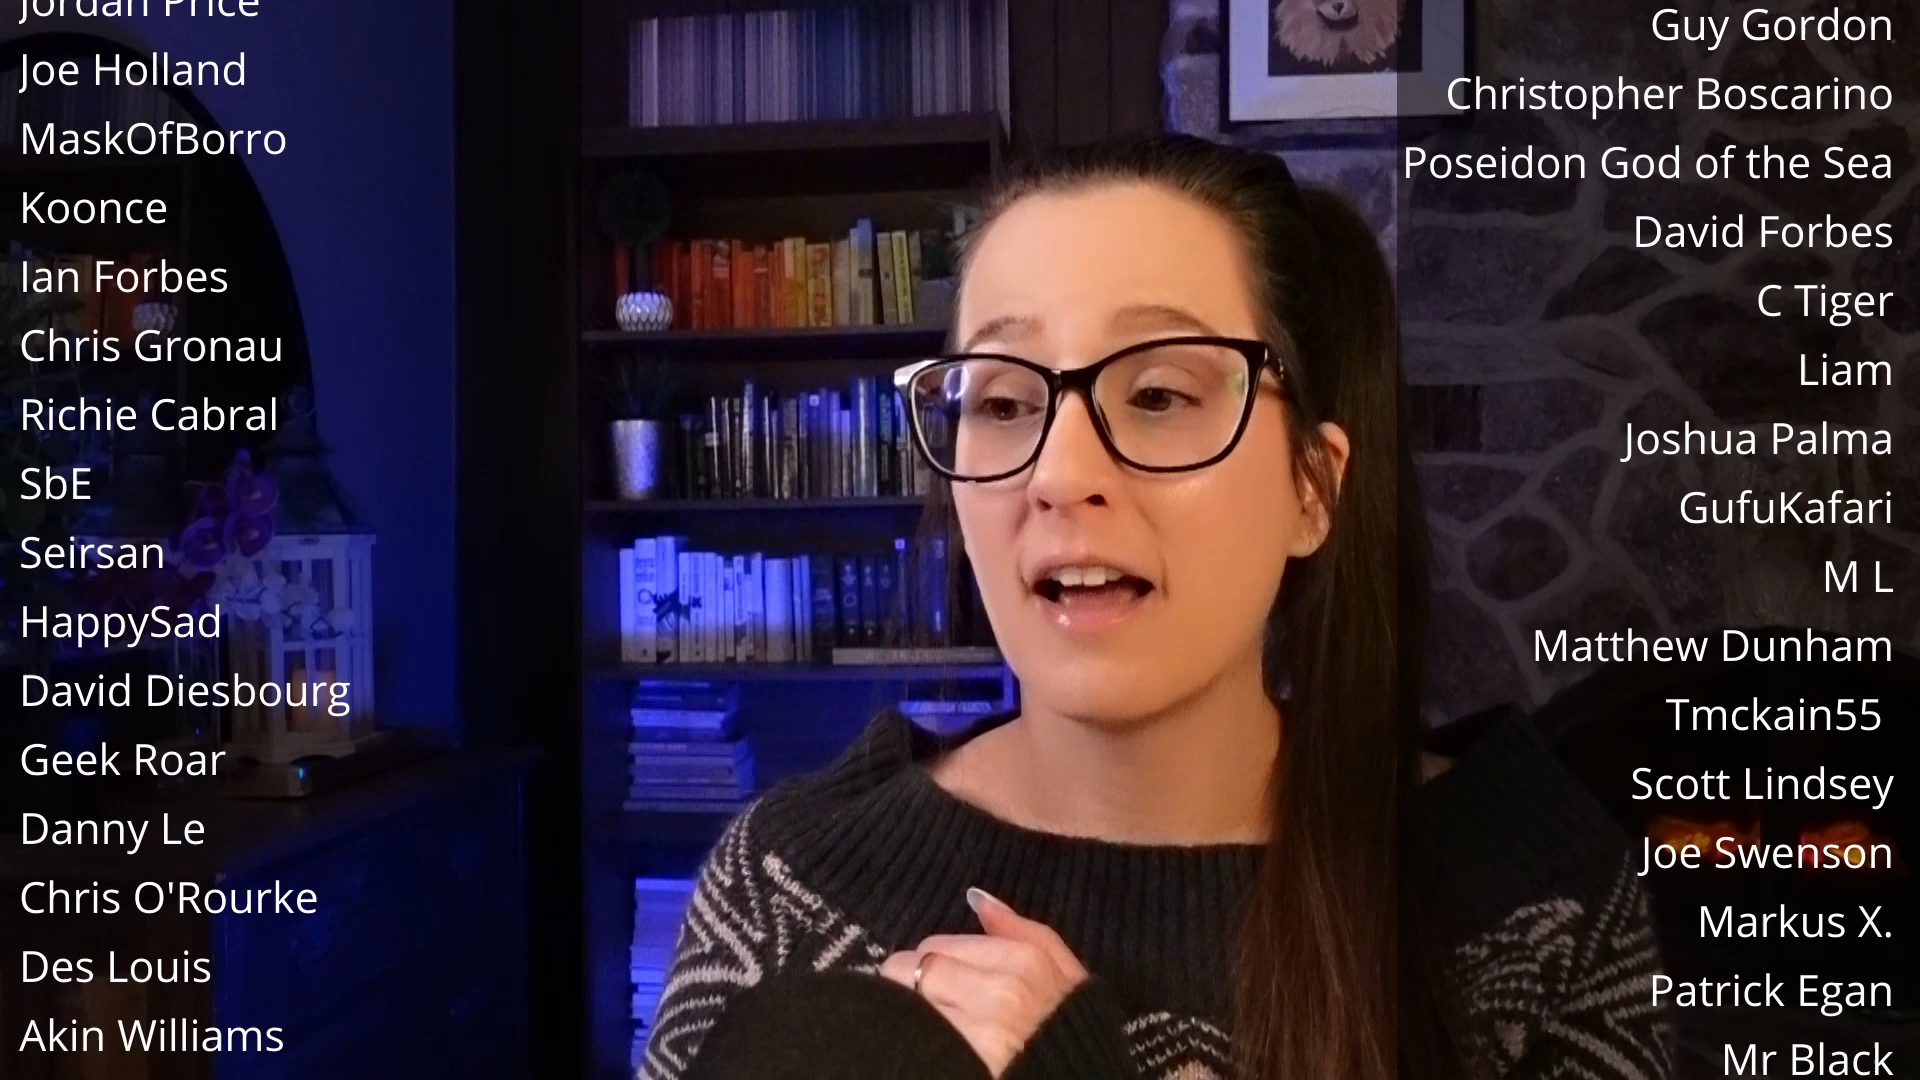 Jordan Price
Joe Holland
MaskOfBorro
Koonce
Ian Forbes
Chris Gronau
Richie Cabral
SbE
Seirsan
HappySad
David Diesbourg
Geek Roar
Danny Le
Chris O'Rourke
Des Louis
Akin Williams
Guy Gordon
Christopher Boscarino
Poseidon God of the Sea
David Forbes
C Tiger
Liam
Joshua Palma
GufuKafari
M L
Matthew Dunham
Tmckain55
Scott Lindsey
Joe Swenson
Markus X.
Patrick Egan
Mr Black